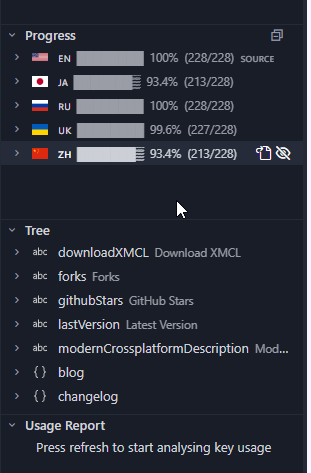 Progress
EN 100% (228/228) SOURCE
JA 93.4% (213/228)
RU 100% (228/228)
UK 99.6% (227/228)
ZH 93.4% (213/228)
Tree
abc downloadXMCL Download XMCL
abc forks Forks
abc githubStars GitHub Stars
abc lastVersion Latest Version
abc modernCrossplatformDescription Mod...
{} blog
{} changelog
Usage Report
Press refresh to start analysing key usage